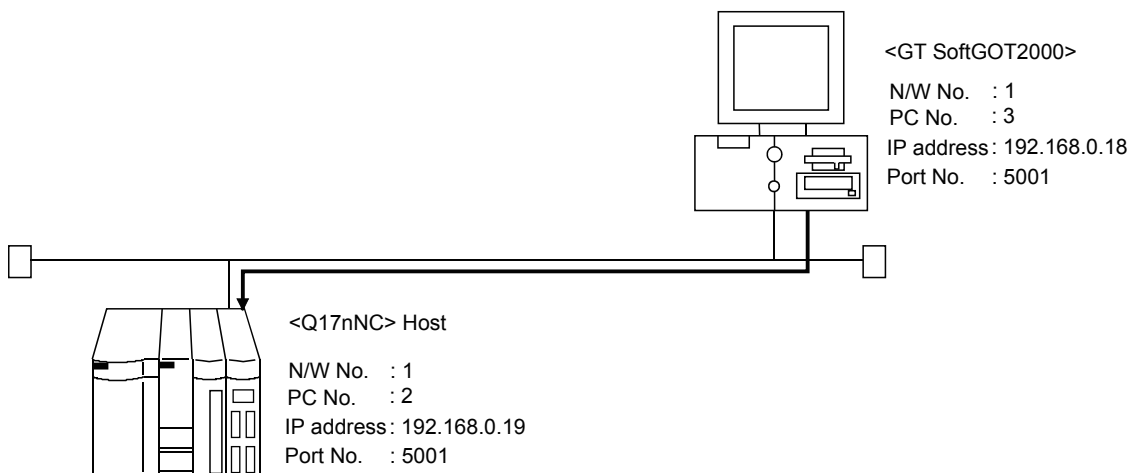 <GT SoftGOT2000>
N/W No. : 1
PC No. : 3
IP address : 192.168.0.18
Port No. : 5001
<Q17nNC> Host
N/W No. : 1
PC No. : 2
IP address : 192.168.0.19
Port No. : 5001